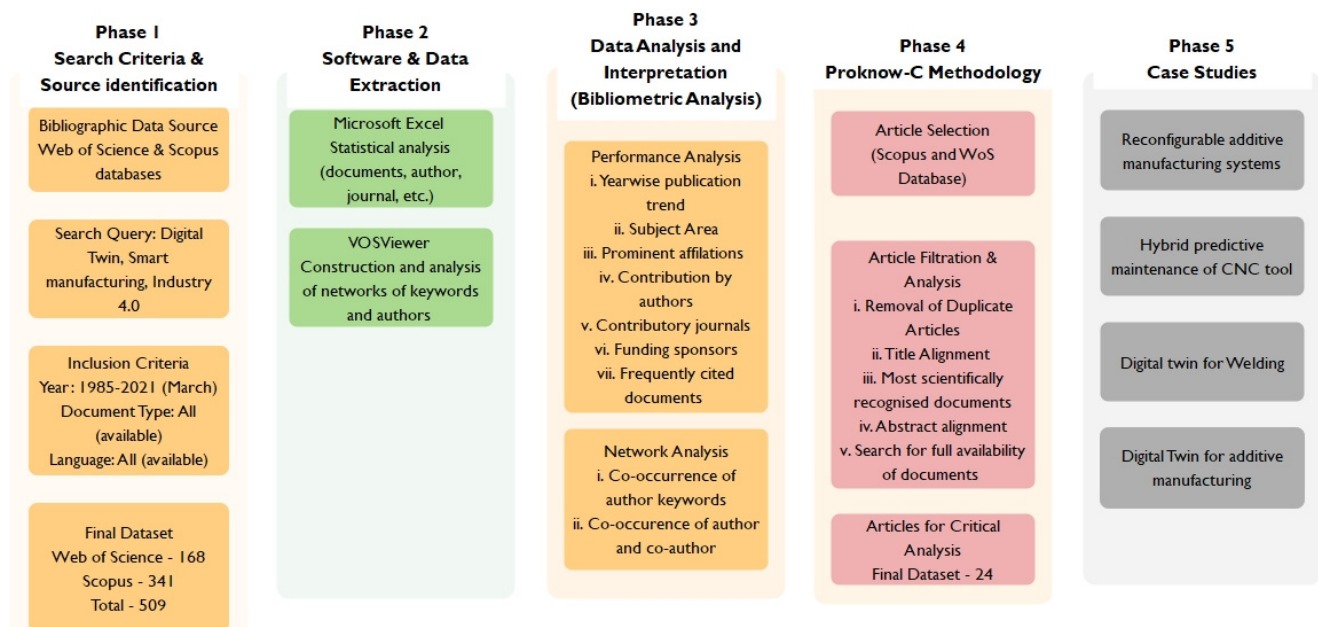 Phase 1
Search Criteria &
Source identification
Bibliographic Data Source
Web of Science & Scopus
databases
Search Query: Digital
Twin, Smart
manufacturing, Industry
4.0
Inclusion Criteria
Year: 1985-2021 (March)
Document Type: All
(available)
Language: All (available)
Final Dataset
Web of Science - 168
Scopus - 341
Total - 509
Phase 2
Software & Data
Extraction
Microsoft Excel
Statistical analysis
(documents, author,
journal, etc.)
VOSViewer
Construction and analysis
of networks of keywords
and authors
Phase 3
Data Analysis and
Interpretation
(Bibliometric Analysis)
Performance Analysis
i. Yearwise publication
trend
ii. Subject Area
iii. Prominent affilations
iv. Contribution by
authors
v. Contributory journals
vi. Funding sponsors
vii. Frequently cited
documents
Network Analysis
i. Co-occurrence of
author keywords
ii. Co-occurence of author
and co-author
Phase 4
Proknow-C Methodology
Article Selection
(Scopus and WoS
Database)
Article Filtration &
Analysis
i. Removal of Duplicate
Articles
ii. Title Alignment
iii. Most scientifically
recognised documents
iv. Abstract alignment
v. Search for full availability
of documents
Articles for Critical
Analysis
Final Dataset - 24
Phase 5
Case Studies
Reconfigurable additive
manufacturing systems
Hybrid predictive
maintenance of CNC tool
Digital twin for Welding
Digital Twin for additive
manufacturing